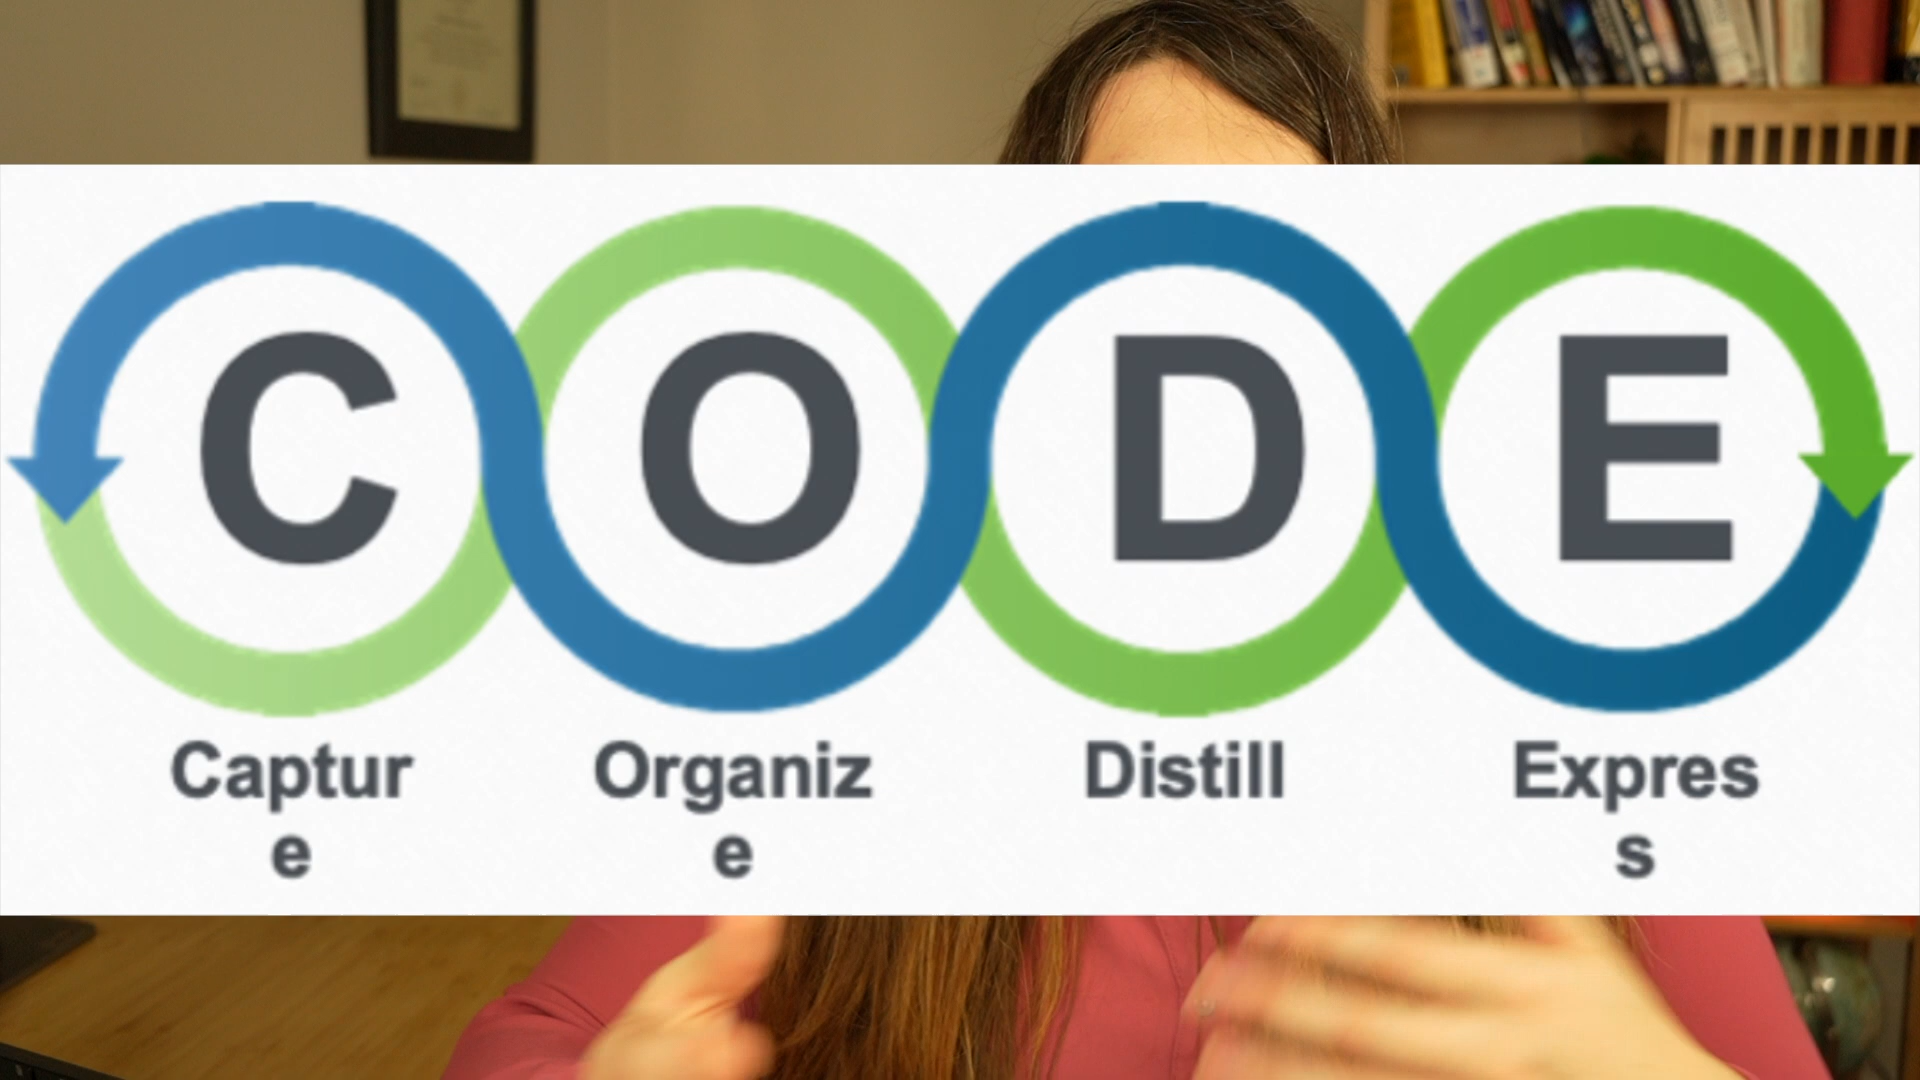 C O D E
Captur Organiz Distill Expres
e e s